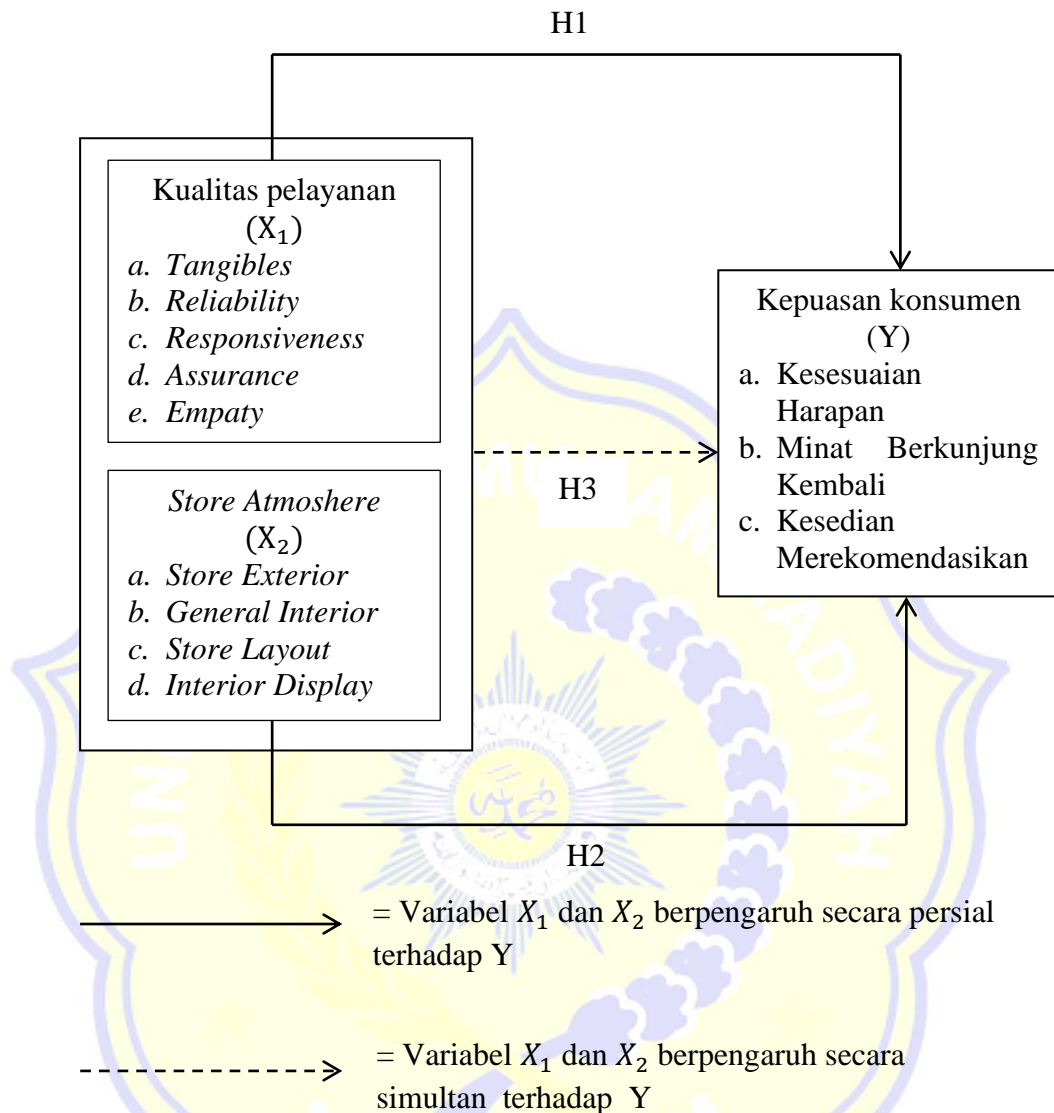 H1
Kualitas pelayanan
(X₁)
a. Tangibles
b. Reliability
c. Responsiveness
d. Assurance
e. Empaty
Kepuasan konsumen
(Y)
a. Kesesuaian
Harapan
b. Minat Berkunjung
Kembali
c. Kesedian
Merekomendasikan
H3
Store Atmoshere
(X₂)
a. Store Exterior
b. General Interior
c. Store Layout
d. Interior Display
H2
= Variabel X₁ dan X₂ berpengaruh secara persial
terhadap Y
= Variabel X₁ dan X₂ berpengaruh secara
simultan terhadap Y